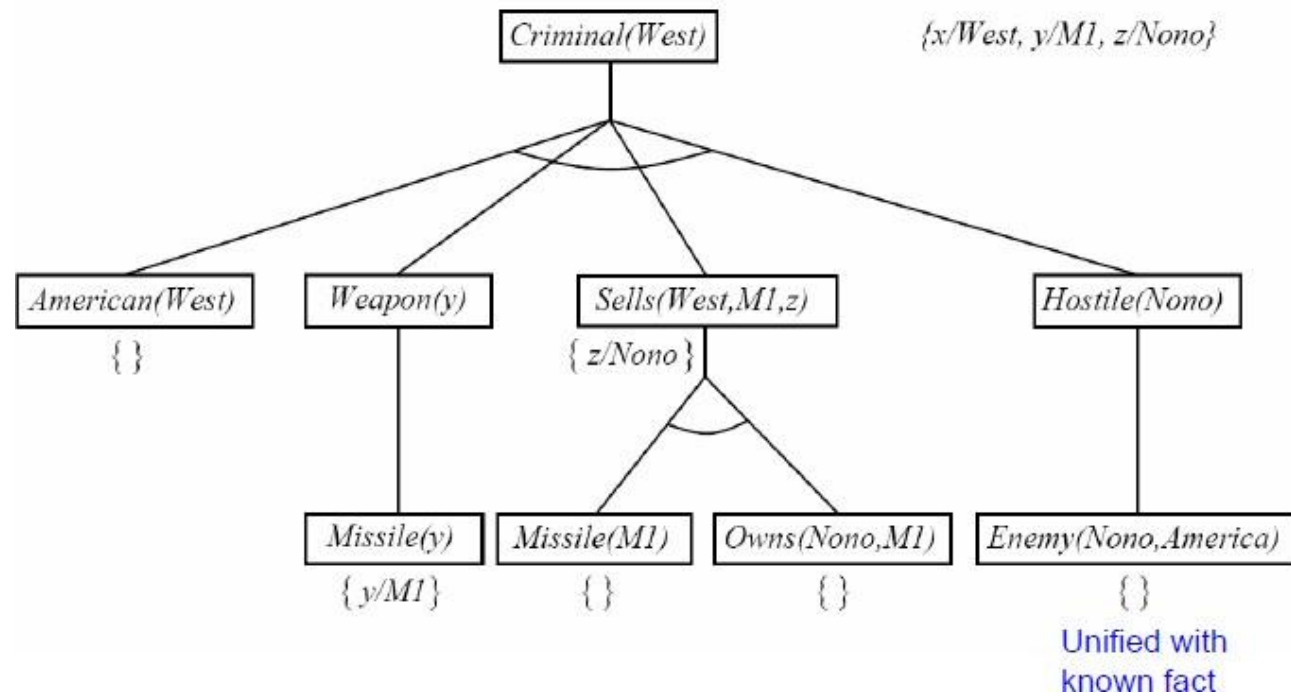 Criminal(West)
{x/West, y/M1, z/Nono}
American(West)
Weapon(y)
Sells(West,M1,z)
Hostile(Nono)
{ }
{ z/Nono }
Missile(y)
Missile(M1)
Owns(Nono,M1)
Enemy(Nono,America)
{ y/M1 }
{ }
{ }
{ }
Unified with
known fact